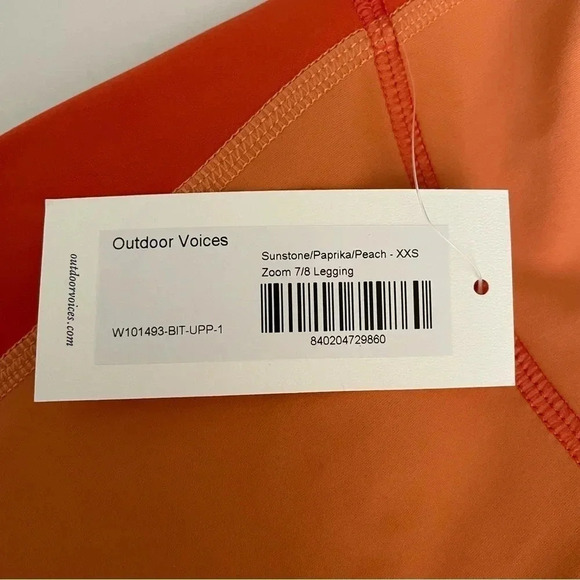 outdoorvoices.com
Outdoor Voices
Sunstone/Paprika/Peach - XXS
Zoom 7/8 Legging
W101493-BIT-UPP-1
840204729860